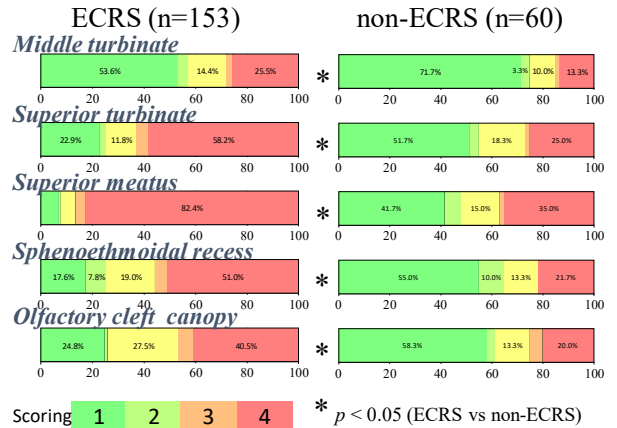 ECRS (n=153) non-ECRS (n=60)
Middle turbinate
53.6% 14.4% 25.5% * 71.7% 3.3% 10.0% 13.3%
0 20 40 60 80 100 0 20 40 60 80 100
Superior turbinate
22.9% 11.8% 58.2% * 51.7% 18.3% 25.0%
0 20 40 60 80 100 0 20 40 60 80 100
Superior meatus
82.4% * 41.7% 15.0% 35.0%
0 20 40 60 80 100 0 20 40 60 80 100
Sphenoethmoidal recess
17.6% 7.8% 19.0% 51.0% * 55.0% 10.0% 13.3% 21.7%
0 20 40 60 80 100 0 20 40 60 80 100
Olfactory cleft canopy
24.8% 27.5% 40.5% * 58.3% 13.3% 20.0%
0 20 40 60 80 100 0 20 40 60 80 100
Scoring 1 2 3 4 * p < 0.05 (ECRS vs non-ECRS)